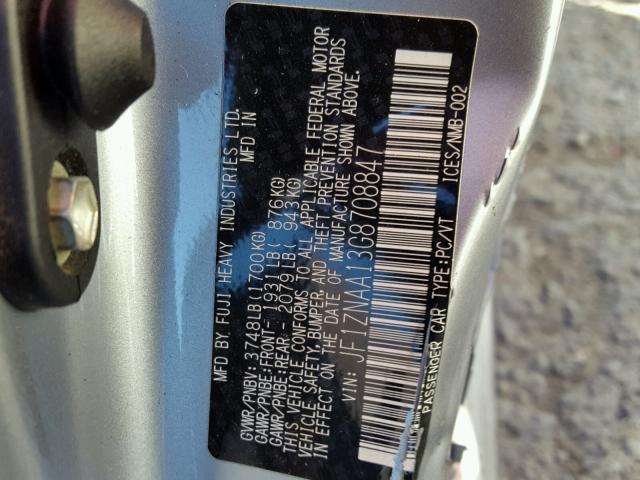 MFD BY FUJI HEAVY INDUSTRIES LTD.
MFD IN
GVWR/PNBV: 3748LB(1700KG)
GAWR/PNBE:FRONT- 1931LB( 876KG)
GAWR/PNBE:REAR - 2079LB( 943KG)
THIS VEHICLE CONFORMS TO ALL APPLICABLE FEDERAL MOTOR
VEHICLE SAFETY, BUMPER AND THEFT PREVENTION STANDARDS
IN EFFECT ON THE DATE OF MANUFACTURE SHOWN ABOVE.
VIN: JF1ZNAA13G8708847
PASSENGER CAR TYPE:PC/VT ICES/NMB-002